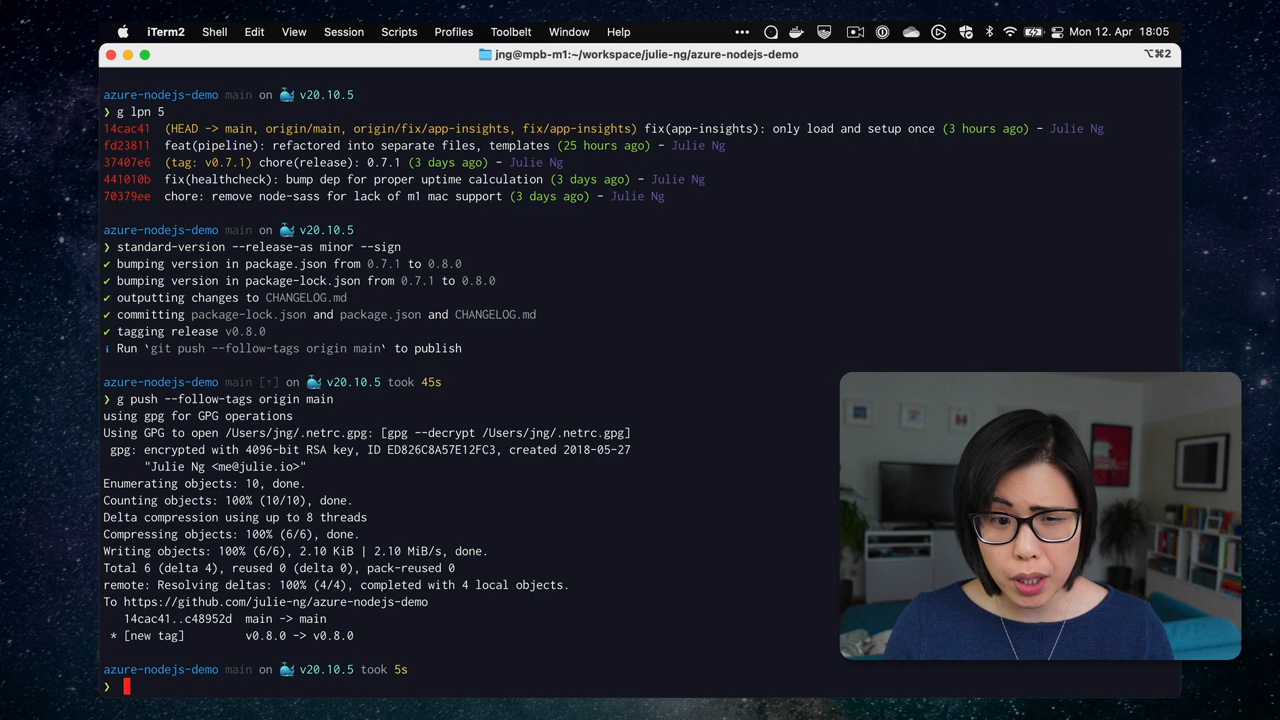 iTerm2 Shell Edit View Session Scripts Profiles Toolbelt Window Help Mon 12. Apr 18:05
jng@mpb-m1:~/workspace/julie-ng/azure-nodejs-demo ⌥⌘2
azure-nodejs-demo main on 🐳 v20.10.5
❯ g lpn 5
14cac41 (HEAD -> main, origin/main, origin/fix/app-insights, fix/app-insights) fix(app-insights): only load and setup once (3 hours ago) - Julie Ng
fd23811 feat(pipeline): refactored into separate files, templates (25 hours ago) - Julie Ng
37407e6 (tag: v0.7.1) chore(release): 0.7.1 (3 days ago) - Julie Ng
441010b fix(healthcheck): bump dep for proper uptime calculation (3 days ago) - Julie Ng
70379ee chore: remove node-sass for lack of m1 mac support (3 days ago) - Julie Ng
azure-nodejs-demo main on 🐳 v20.10.5
❯ standard-version --release-as minor --sign
✔ bumping version in package.json from 0.7.1 to 0.8.0
✔ bumping version in package-lock.json from 0.7.1 to 0.8.0
✔ outputting changes to CHANGELOG.md
✔ committing package-lock.json and package.json and CHANGELOG.md
✔ tagging release v0.8.0
ℹ Run `git push --follow-tags origin main` to publish
azure-nodejs-demo main [↑] on 🐳 v20.10.5 took 45s
❯ g push --follow-tags origin main
using gpg for GPG operations
Using GPG to open /Users/jng/.netrc.gpg: [gpg --decrypt /Users/jng/.netrc.gpg]
gpg: encrypted with 4096-bit RSA key, ID ED826C8A57E12FC3, created 2018-05-27
"Julie Ng <me@julie.io>"
Enumerating objects: 10, done.
Counting objects: 100% (10/10), done.
Delta compression using up to 8 threads
Compressing objects: 100% (6/6), done.
Writing objects: 100% (6/6), 2.10 KiB | 2.10 MiB/s, done.
Total 6 (delta 4), reused 0 (delta 0), pack-reused 0
remote: Resolving deltas: 100% (4/4), completed with 4 local objects.
To https://github.com/julie-ng/azure-nodejs-demo
14cac41..c48952d main -> main
* [new tag] v0.8.0 -> v0.8.0
azure-nodejs-demo main on 🐳 v20.10.5 took 5s
❯